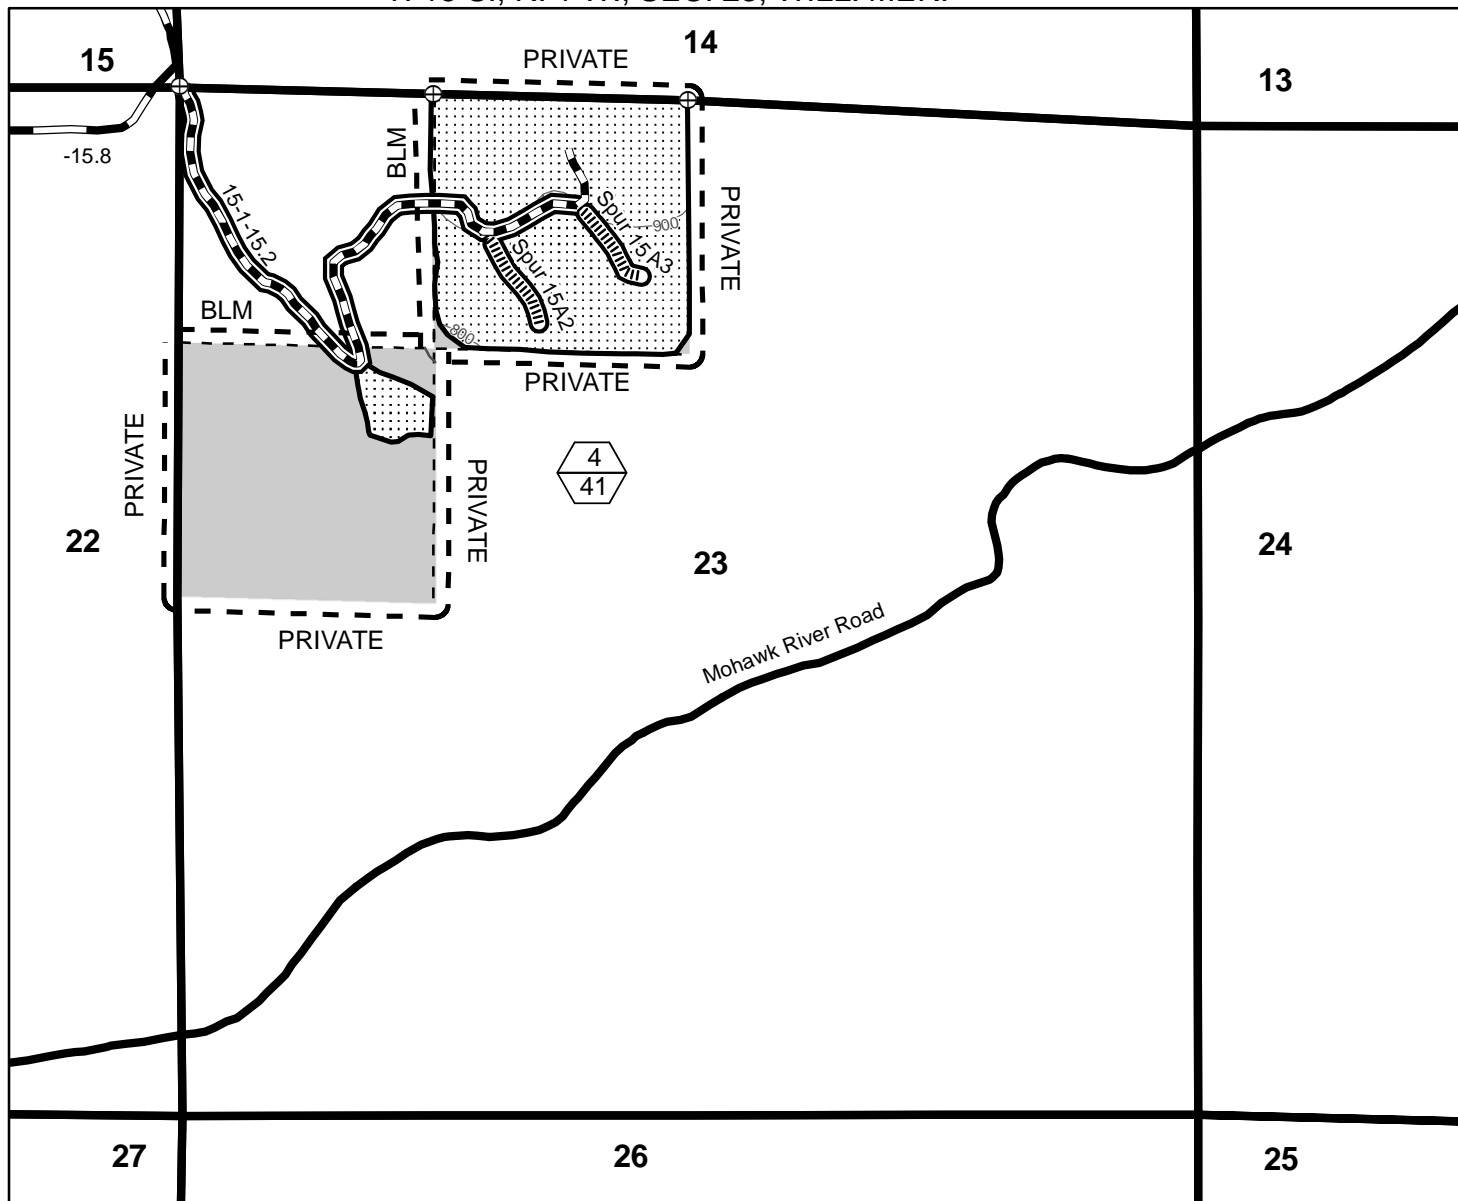 15
14
13
PRIVATE
-15.8
BLM
15-1-15.2
Spur 15A3
900
PRIVATE
Spur 15A2
BLM
800
PRIVATE
PRIVATE
PRIVATE
4
41
22
23
24
PRIVATE
Mohawk River Road
27
26
25